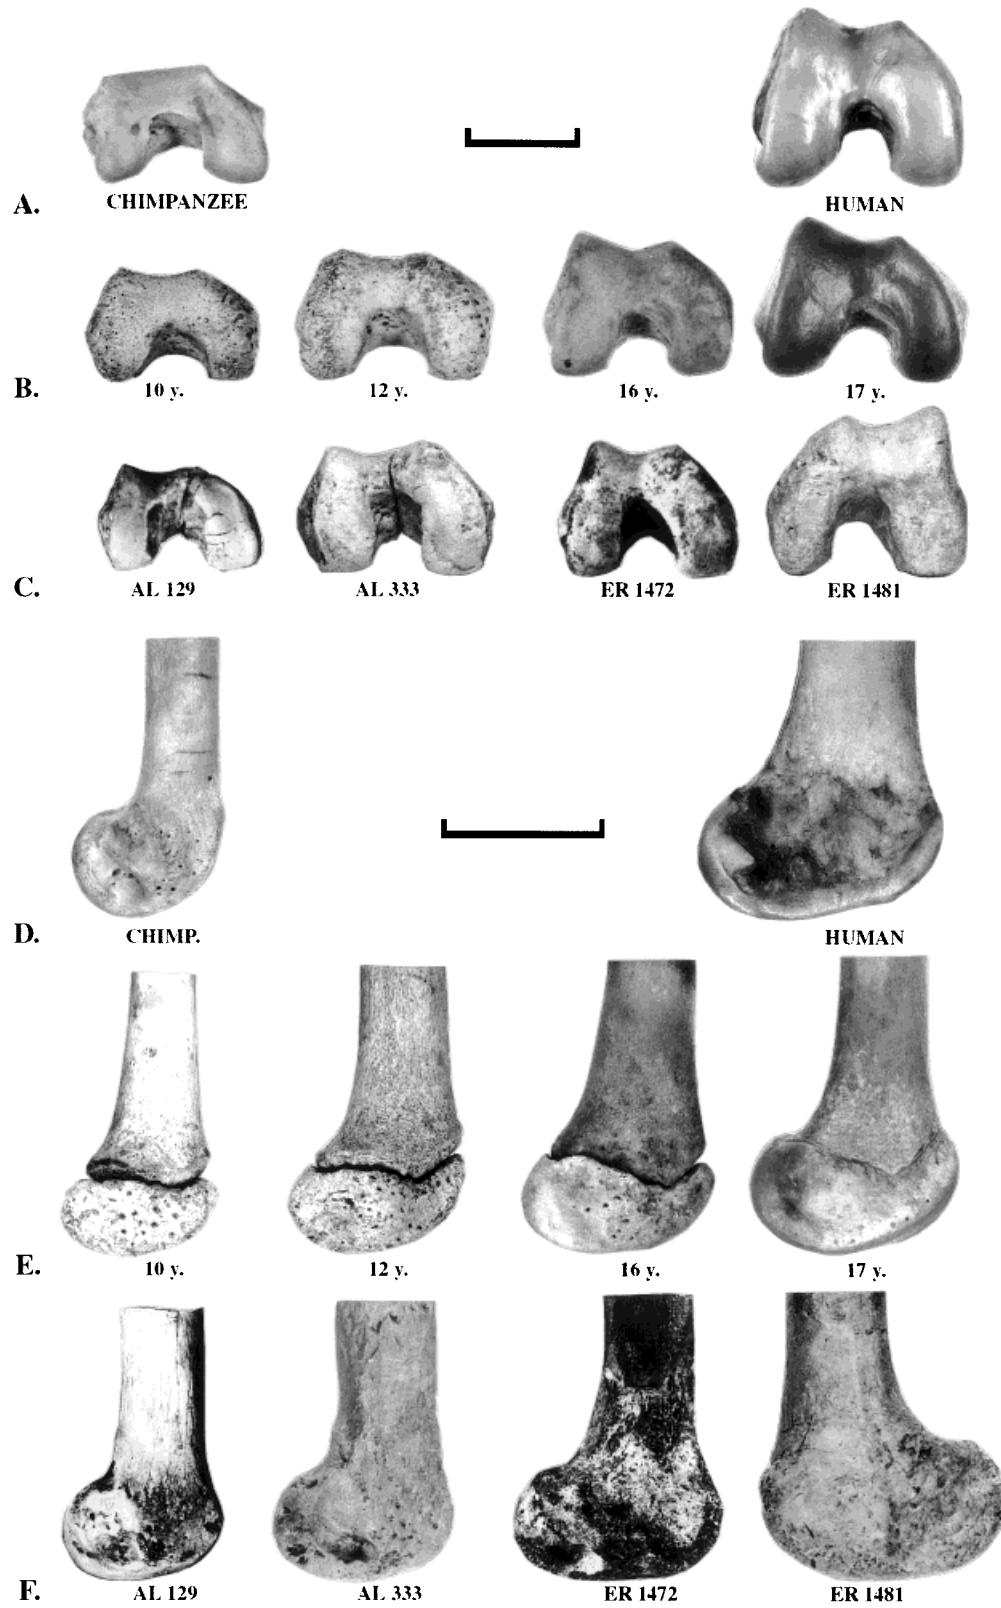 CHIMPANZEE
HUMAN
A.
10 y.
12 y.
16 y.
17 y.
B.
AL 129
AL 333
ER 1472
ER 1481
C.
CHIMP.
HUMAN
D.
10 y.
12 y.
16 y.
17 y.
E.
AL 129
AL 333
ER 1472
ER 1481
F.